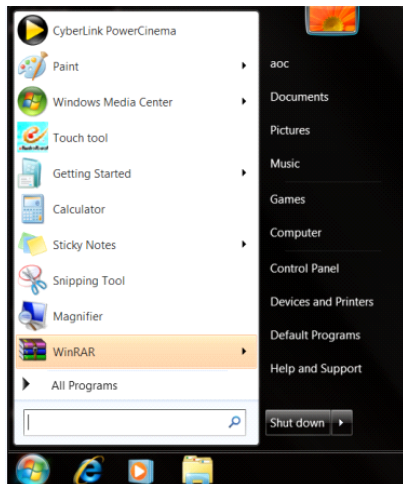 CyberLink PowerCinema
Paint
Windows Media Center
Touch tool
Getting Started
Calculator
Sticky Notes
Snipping Tool
Magnifier
WinRAR
All Programs
aoc
Documents
Pictures
Music
Games
Computer
Control Panel
Devices and Printers
Default Programs
Help and Support
Shut down